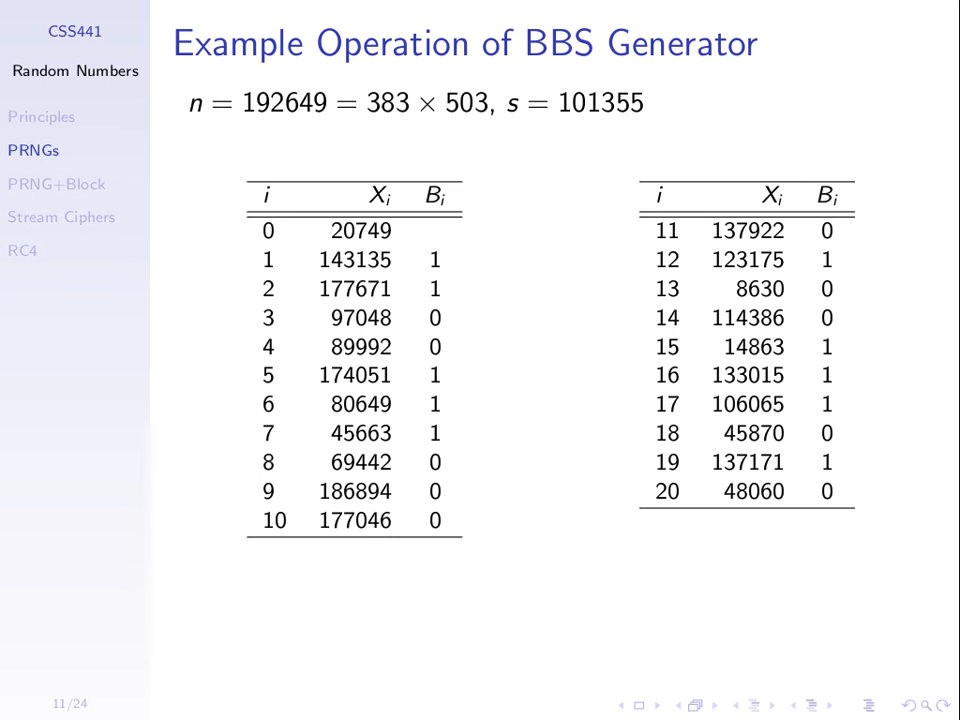 CSS441
Random Numbers
Principles
PRNGs
PRNG+Block
Stream Ciphers
RC4
Example Operation of BBS Generator
n = 192649 = 383 × 503, s = 101355
i Xᵢ Bᵢ
0 20749
1 143135 1
2 177671 1
3 97048 0
4 89992 0
5 174051 1
6 80649 1
7 45663 1
8 69442 0
9 186894 0
10 177046 0
i Xᵢ Bᵢ
11 137922 0
12 123175 1
13 8630 0
14 114386 0
15 14863 1
16 133015 1
17 106065 1
18 45870 0
19 137171 1
20 48060 0
11/24